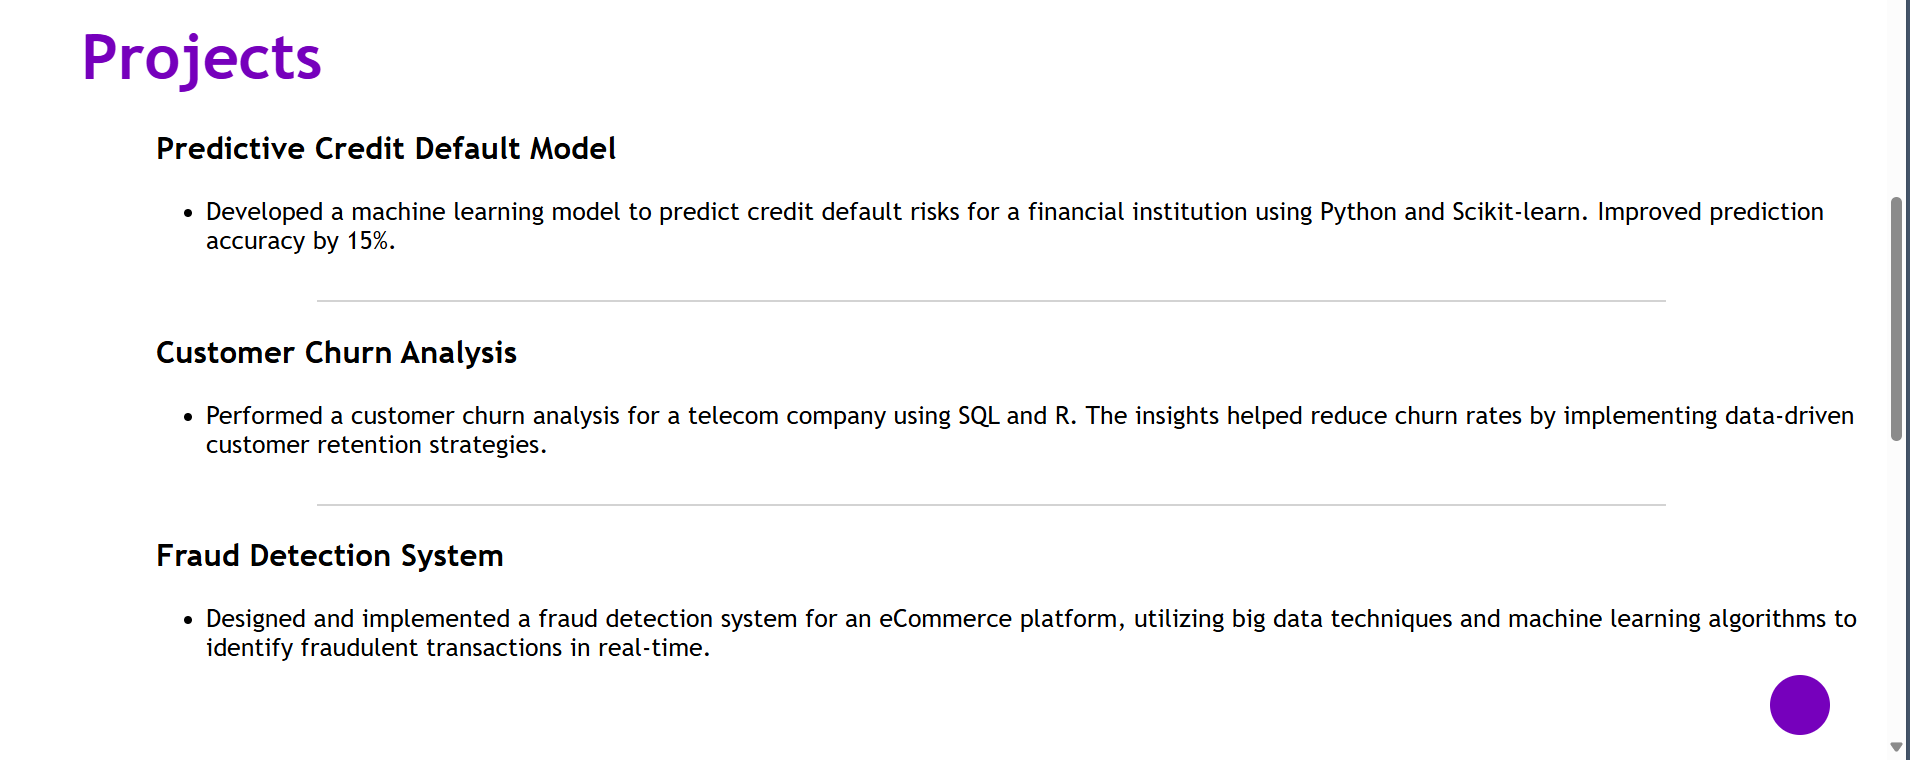 Projects
Predictive Credit Default Model
• Developed a machine learning model to predict credit default risks for a financial institution using Python and Scikit-learn. Improved prediction
accuracy by 15%.
Customer Churn Analysis
• Performed a customer churn analysis for a telecom company using SQL and R. The insights helped reduce churn rates by implementing data-driven
customer retention strategies.
Fraud Detection System
• Designed and implemented a fraud detection system for an eCommerce platform, utilizing big data techniques and machine learning algorithms to
identify fraudulent transactions in real-time.